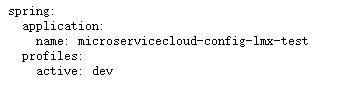 spring:
  application:
    name: microservicecloud-config-lmx-test
  profiles:
    active: dev